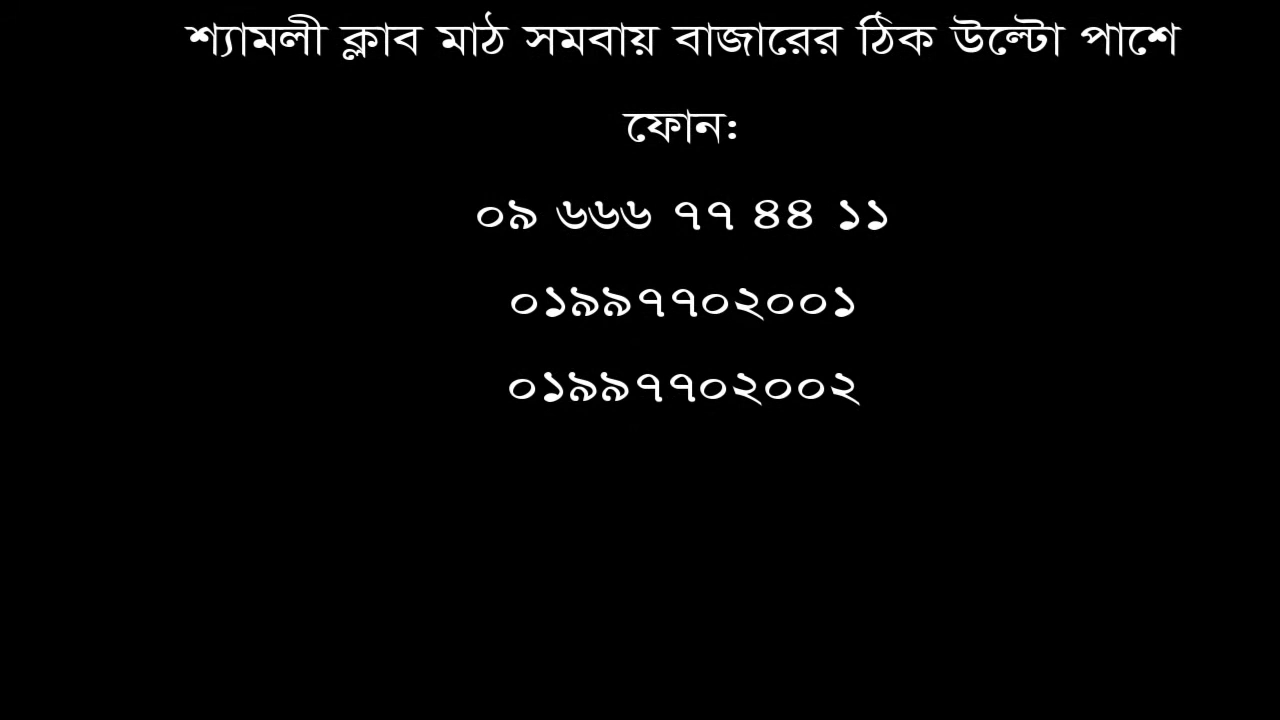 শ্যামলী ক্লাব মাঠ সমবায় বাজারের ঠিক উল্টো পাশে
ফোন:
০৯ ৬৬৬ ৭৭ ৪৪ ১১
০১৯৯৭৭০২০০১
০১৯৯৭৭০২০০২